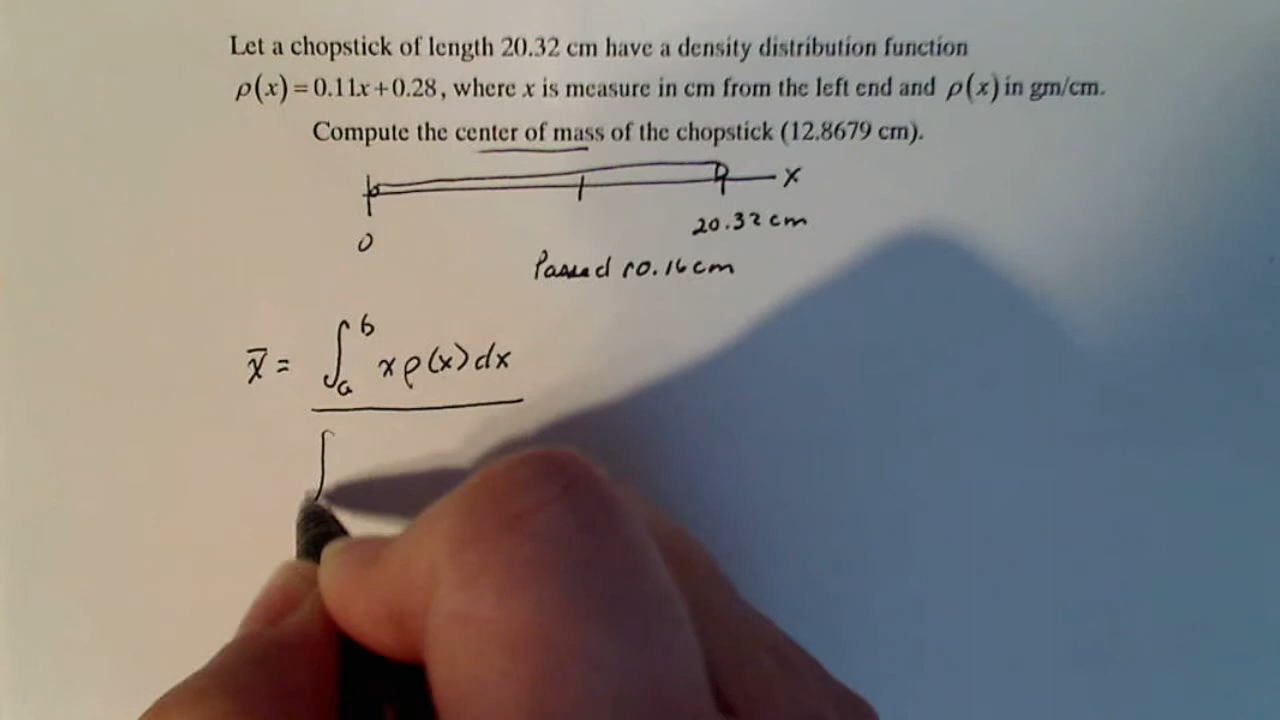 Let a chopstick of length 20.32 cm have a density distribution function
ρ(x) = 0.11x+0.28, where x is measure in cm from the left end and ρ(x) in gm/cm.
Compute the center of mass of the chopstick (12.8679 cm).
x
0
20.32 cm
Passed 10.16 cm
x̄ = ∫_a^b xρ(x)dx
∫